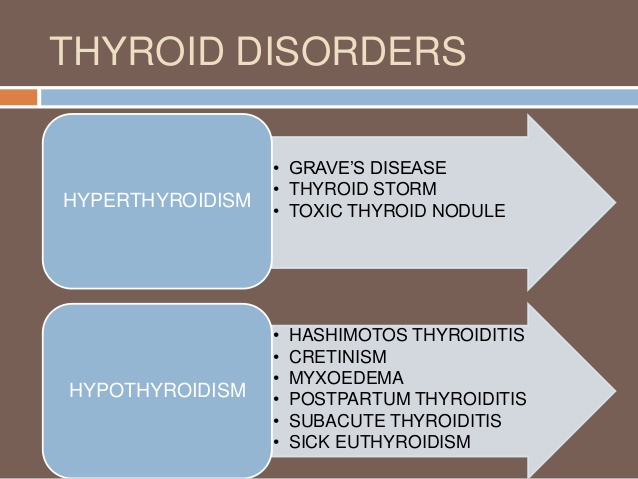 THYROID DISORDERS
HYPERTHYROIDISM
• GRAVE'S DISEASE
• THYROID STORM
• TOXIC THYROID NODULE
HYPOTHYROIDISM
• HASHIMOTOS THYROIDITIS
• CRETINISM
• MYXOEDEMA
• POSTPARTUM THYROIDITIS
• SUBACUTE THYROIDITIS
• SICK EUTHYROIDISM